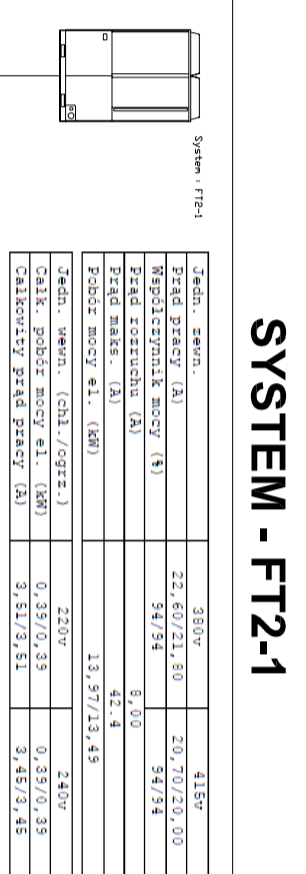 SYSTEM - FT2-1
System : FT2-1
Jedn. zewn. 380v 415v
Prąd pracy (A) 22,60/21,80 20,70/20,00
Współczynnik mocy (%) 94/94 94/94
Prąd rozruchu (A) 8,00
Prąd maks. (A) 42.4
Pobór mocy el. (kW) 13,97/13,49
Jedn. wewn. (chł./ogrz.) 220v 240v
Całk. pobór mocy el. (kW) 0,39/0,39 0,39/0,39
Całkowity prąd pracy (A) 3,51/3,51 3,45/3,45